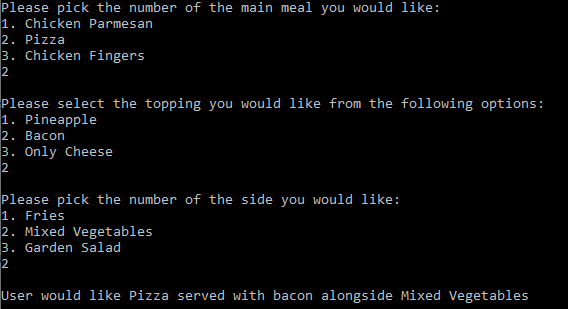 Please pick the number of the main meal you would like:
1. Chicken Parmesan
2. Pizza
3. Chicken Fingers
2
Please select the topping you would like from the following options:
1. Pineapple
2. Bacon
3. Only Cheese
2
Please pick the number of the side you would like:
1. Fries
2. Mixed Vegetables
3. Garden Salad
2
User would like Pizza served with bacon alongside Mixed Vegetables